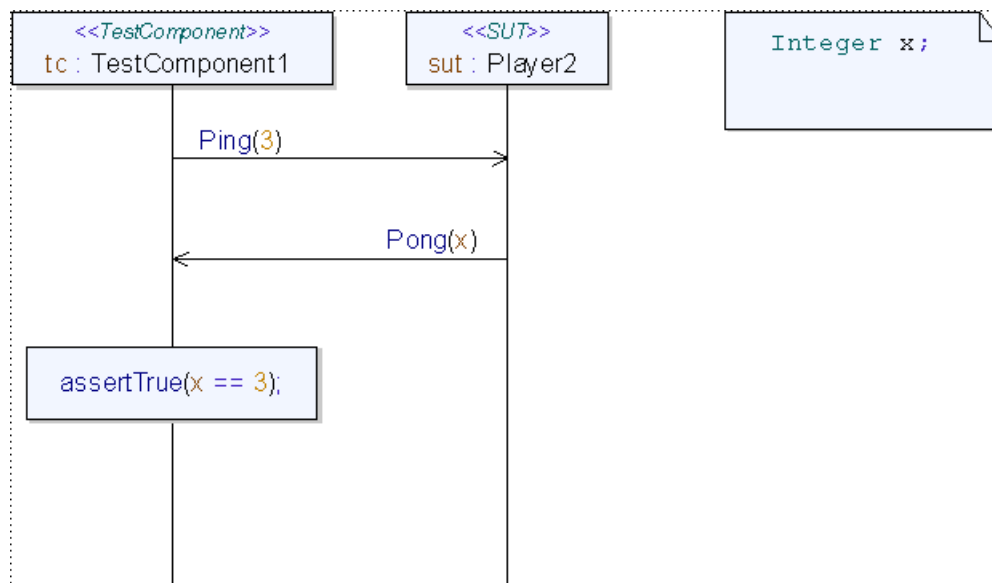 <<TestComponent>>
tc : TestComponent1
<<SUT>>
sut : Player2
Integer x;
Ping(3)
Pong(x)
assertTrue(x == 3);